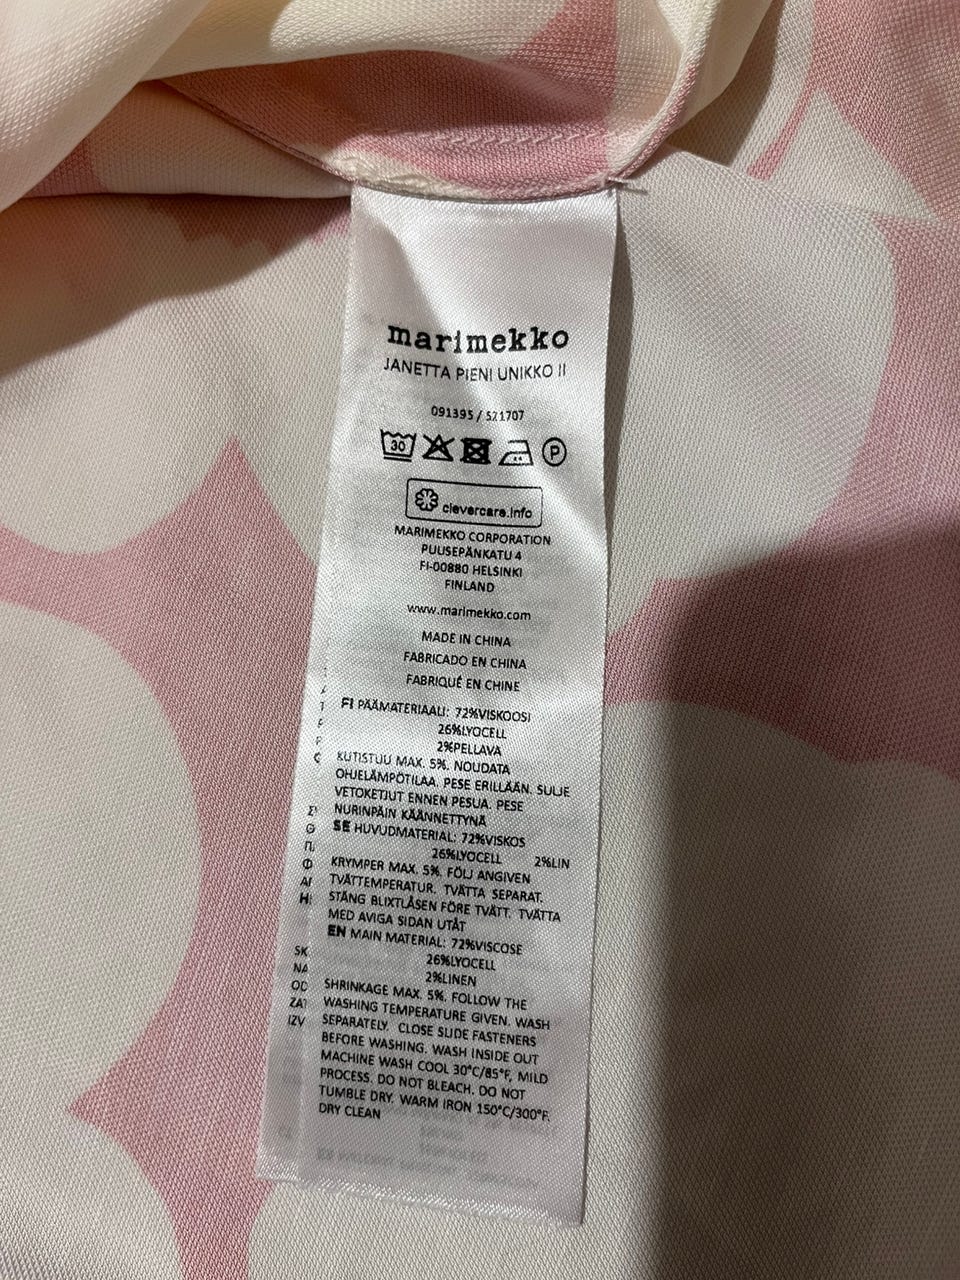 marimekko
JANETTA PIENI UNIKKO II
091395 / 521707
30 P
clevercare.info
MARIMEKKO CORPORATION
PUUSEPÄNKATU 4
FI-00880 HELSINKI
FINLAND
www.marimekko.com
MADE IN CHINA
FABRICADO EN CHINA
FABRIQUÉ EN CHINE
FI PÄÄMATERIAALI: 72%VISKOOSI
26%LYOCELL
2%PELLAVA
KUTISTUU MAX. 5%. NOUDATA
OHJELÄMPÖTILAA. PESE ERILLÄÄN. SULJE
VETOKETJUT ENNEN PESUA. PESE
NURINPÄIN KÄÄNNETTYNÄ
SE HUVUDMATERIAL: 72%VISKOS
26%LYOCELL 2%LIN
KRYMPER MAX. 5%. FÖLJ ANGIVEN
TVÄTTEMPERATUR. TVÄTTA SEPARAT.
STÄNG BLIXTLÅSEN FÖRE TVÄTT. TVÄTTA
MED AVIGA SIDAN UTÅT
EN MAIN MATERIAL: 72%VISCOSE
26%LYOCELL
2%LINEN
SHRINKAGE MAX. 5%. FOLLOW THE
WASHING TEMPERATURE GIVEN. WASH
SEPARATELY. CLOSE SLIDE FASTENERS
BEFORE WASHING. WASH INSIDE OUT
MACHINE WASH COOL 30°C/85°F, MILD
PROCESS. DO NOT BLEACH. DO NOT
TUMBLE DRY. WARM IRON 150°C/300°F.
DRY CLEAN